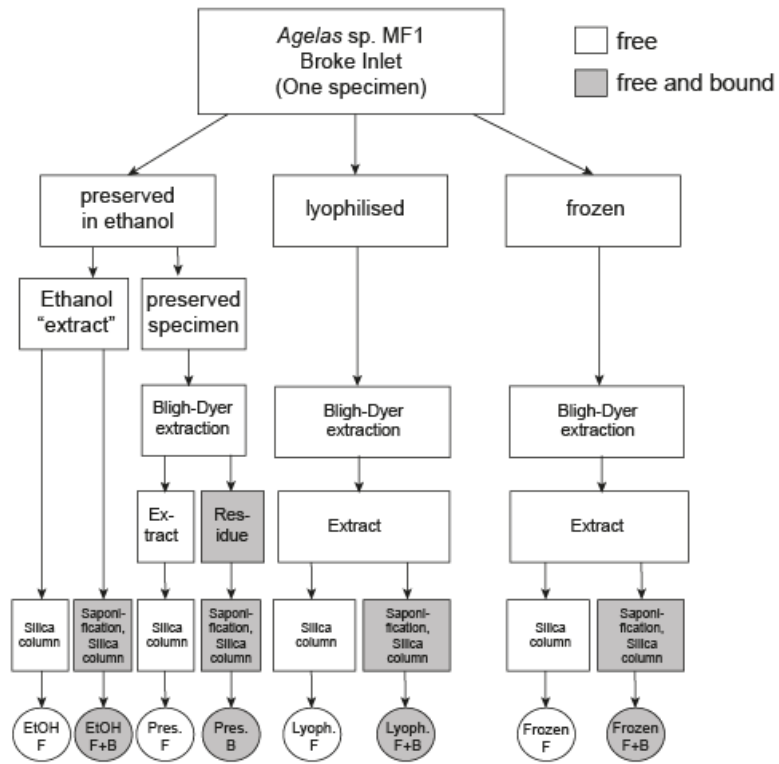 Agelas sp. MF1
Broke Inlet
(One specimen)
free
free and bound
preserved
in ethanol
lyophilised
frozen
Ethanol
“extract”
preserved
specimen
Bligh-Dyer
extraction
Bligh-Dyer
extraction
Bligh-Dyer
extraction
Ex-
tract
Res-
idue
Extract
Extract
Silica
column
Saponi-
fication,
Silica
column
Silica
column
Saponi-
fication,
Silica
column
Silica
column
Saponi-
fication,
Silica
column
Silica
column
Saponi-
fication,
Silica
column
EtOH
F
EtOH
F+B
Pres.
F
Pres.
B
Lyoph.
F
Lyoph.
F+B
Frozen
F
Frozen
F+B